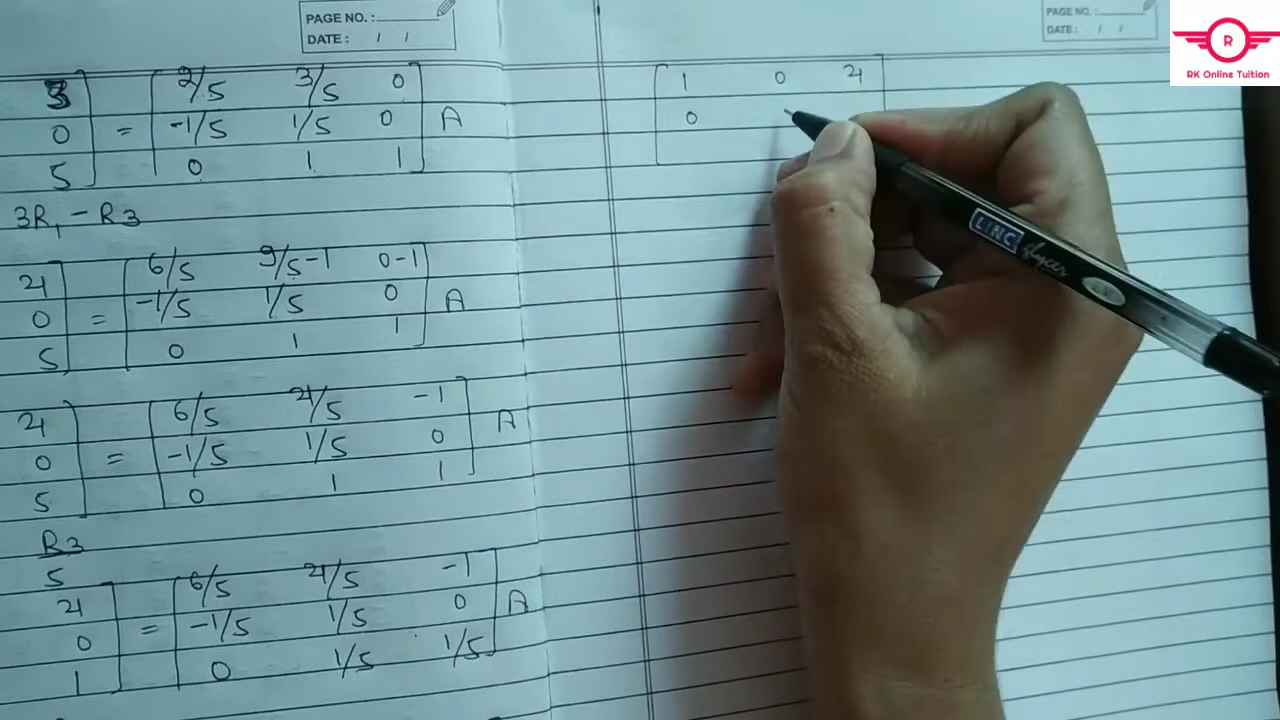 PAGE NO. :
DATE : / /
3 2/5 3/5 0
0 = -1/5 1/5 0 A
5 0 1 1
3R1 - R3
4 6/5 9/5-1 0-1
0 = -1/5 1/5 0 A
5 0 1 1
4 6/5 4/5 -1
0 = -1/5 1/5 0 A
5 0 1 1
R3
5
4 6/5 4/5 -1
0 = -1/5 1/5 0 A
1 0 1/5 1/5
PAGE NO. :
DATE : / /
1 0 4
0
LINC
R
RK Online Tuition